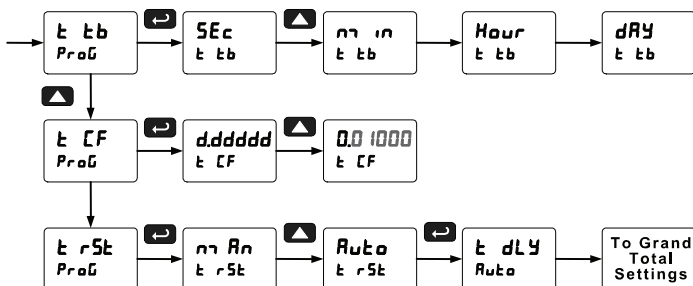 t tb
ProG
SEc
t tb
min
t tb
Hour
t tb
dAY
t tb
t CF
ProG
d.ddddd
t CF
0.01000
t CF
t rSt
ProG
mAn
t rSt
Auto
t rSt
t dLY
Auto
To Grand
Total
Settings